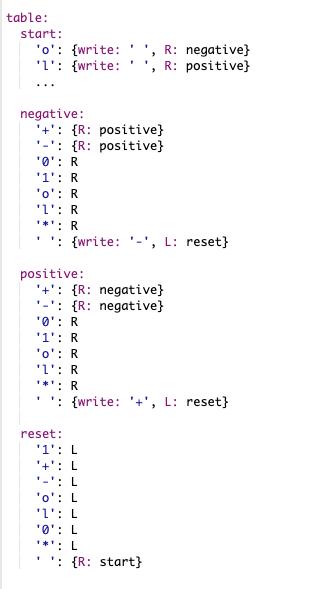 table:
  start:
    'o': {write: ' ', R: negative}
    'l': {write: ' ', R: positive}
    ...

  negative:
    '+': {R: positive}
    '-': {R: positive}
    '0': R
    '1': R
    'o': R
    'l': R
    '*': R
    ' ': {write: '-', L: reset}

  positive:
    '+': {R: negative}
    '-': {R: negative}
    '0': R
    '1': R
    'o': R
    'l': R
    '*': R
    ' ': {write: '+', L: reset}

  reset:
    '1': L
    '+': L
    '-': L
    'o': L
    'l': L
    '0': L
    '*': L
    ' ': {R: start}